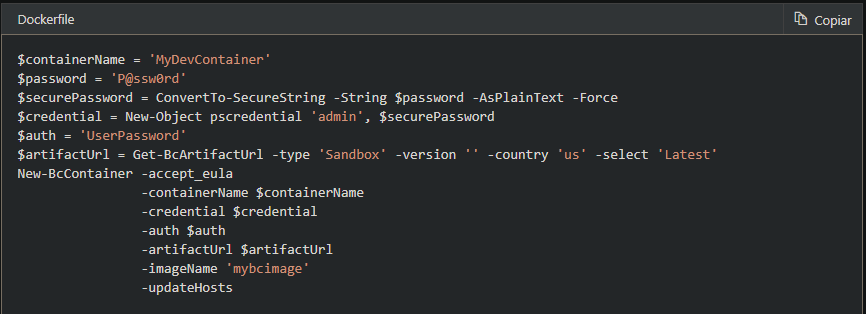 Dockerfile
Copiar
$containerName = 'MyDevContainer'
$password = 'P@ssw0rd'
$securePassword = ConvertTo-SecureString -String $password -AsPlainText -Force
$credential = New-Object pscredential 'admin', $securePassword
$auth = 'UserPassword'
$artifactUrl = Get-BcArtifactUrl -type 'Sandbox' -version '' -country 'us' -select 'Latest'
New-BcContainer -accept_eula
-containerName $containerName
-credential $credential
-auth $auth
-artifactUrl $artifactUrl
-imageName 'mybcimage'
-updateHosts